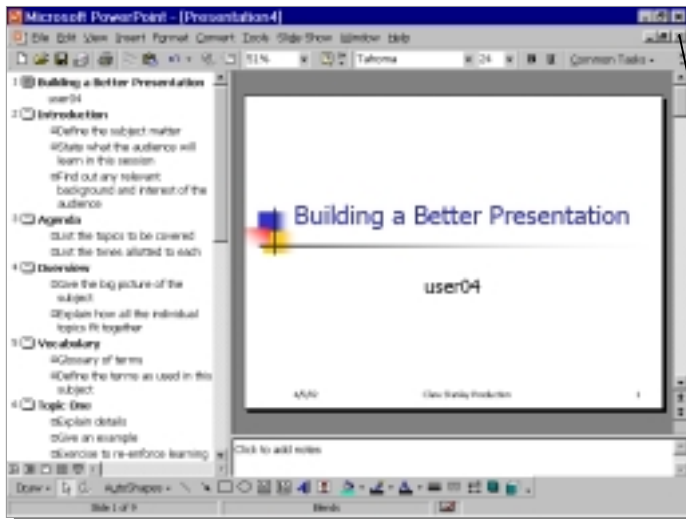 Microsoft PowerPoint - [Presentation4]
File Edit View Insert Format Convert Tools Slide Show Window Help
51% Tahoma 24 B U Common Tasks
1 Building a Better Presentation
user04
2 Introduction
Define the subject matter
State what the audience will
learn in this session
Find out any relevant
background and interest of the
audience
3 Agenda
List the topics to be covered
List the times allotted to each
4 Overview
Give the big picture of the
subject
Explain how all the individual
topics fit together
5 Vocabulary
Glossary of terms
Define the terms as used in this
subject
6 Topic One
Explain details
Give an example
Exercise to re-enforce learning
Building a Better Presentation
user04
1
Click to add notes
Draw AutoShapes
Slide 1 of 9 Blends